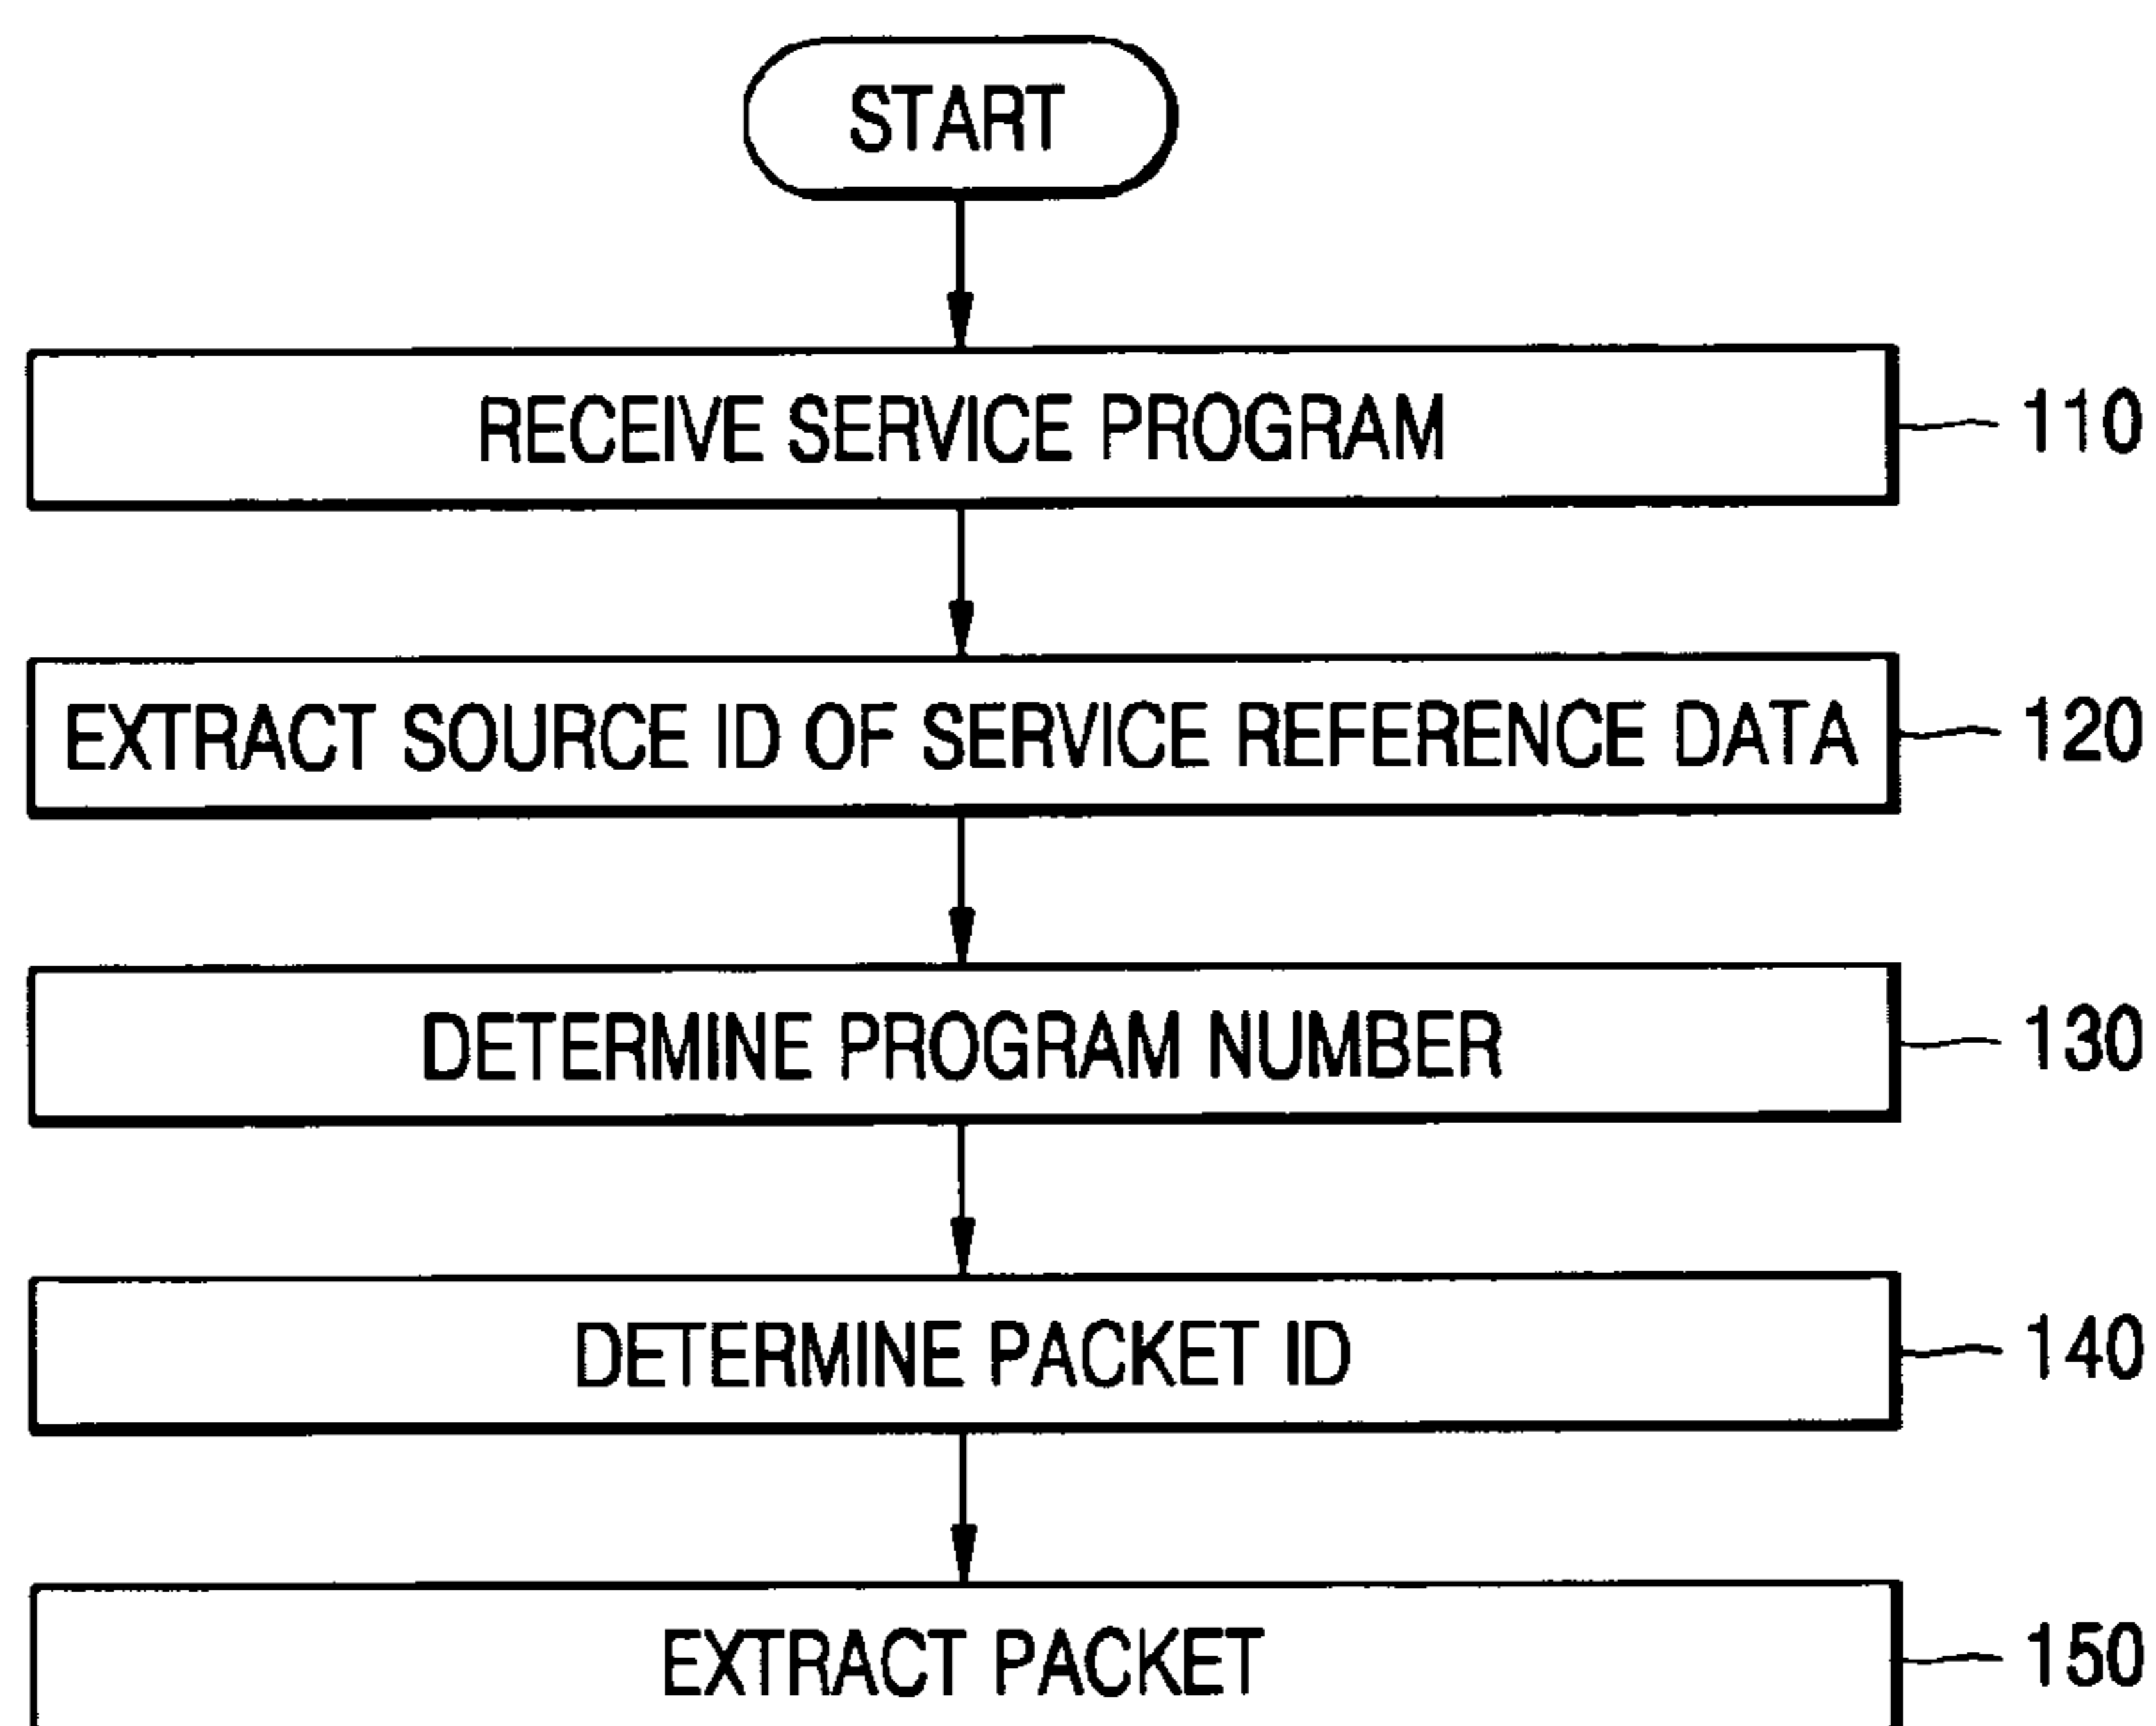 START
RECEIVE SERVICE PROGRAM
110
EXTRACT SOURCE ID OF SERVICE REFERENCE DATA
120
DETERMINE PROGRAM NUMBER
130
DETERMINE PACKET ID
140
EXTRACT PACKET
150